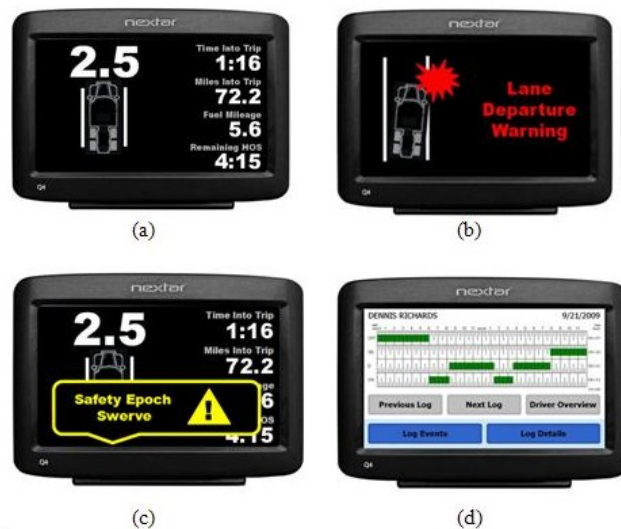 nextar
2.5
Time Into Trip
1:16
Miles Into Trip
72.2
Fuel Mileage
5.6
Remaining HOS
4:15
Q4
(a)
nextar
Lane
Departure
Warning
Q4
(b)
nextar
2.5
Time Into Trip
1:16
Miles Into Trip
72.2
Safety Epoch
Swerve
6
4:15
Q4
(c)
nextar
DENNIS RICHARDS 9/21/2009
Previous Log Next Log Driver Overview
Log Events Log Details
Q4
(d)